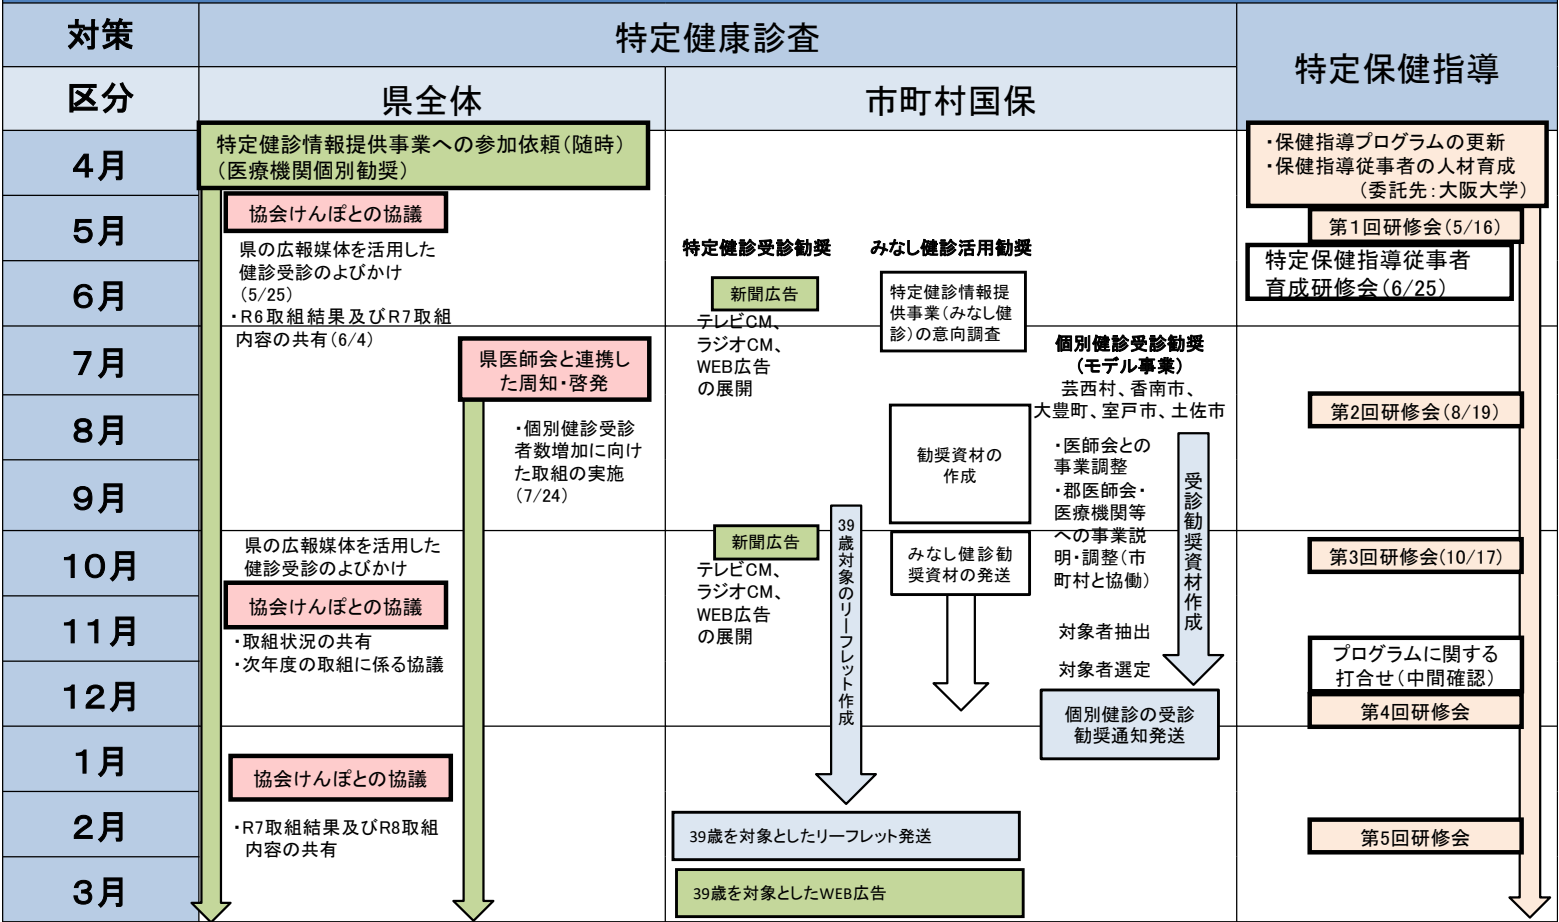 対策
特定健康診査
特定保健指導
区分
県全体
市町村国保
4月
5月
6月
7月
8月
9月
10月
11月
12月
1月
2月
3月
特定健診情報提供事業への参加依頼(随時)
(医療機関個別勧奨)
協会けんぽとの協議
県の広報媒体を活用した
健診受診のよびかけ
(5/25)
・R6取組結果及びR7取組
内容の共有(6/4)
県医師会と連携し
た周知・啓発
・個別健診受診
者数増加に向け
た取組の実施
(7/24)
県の広報媒体を活用した
健診受診のよびかけ
協会けんぽとの協議
・取組状況の共有
・次年度の取組に係る協議
協会けんぽとの協議
・R7取組結果及びR8取組
内容の共有
特定健診受診勧奨
新聞広告
テレビCM、
ラジオCM、
WEB広告
の展開
新聞広告
テレビCM、
ラジオCM、
WEB広告
の展開
39歳対象のリーフレット作成
39歳を対象としたリーフレット発送
39歳を対象としたWEB広告
みなし健診活用勧奨
特定健診情報提
供事業(みなし健
診)の意向調査
勧奨資材の
作成
みなし健診勧
奨資材の発送
個別健診受診勧奨
(モデル事業)
芸西村、香南市、
大豊町、室戸市、土佐市
・医師会との
事業調整
・郡医師会・
医療機関等
への事業説
明・調整(市
町村と協働)
対象者抽出
対象者選定
受診勧奨資材作成
個別健診の受診
勧奨通知発送
・保健指導プログラムの更新
・保健指導従事者の人材育成
(委託先:大阪大学)
第1回研修会(5/16)
特定保健指導従事者
育成研修会(6/25)
第2回研修会(8/19)
第3回研修会(10/17)
プログラムに関する
打合せ(中間確認)
第4回研修会
第5回研修会